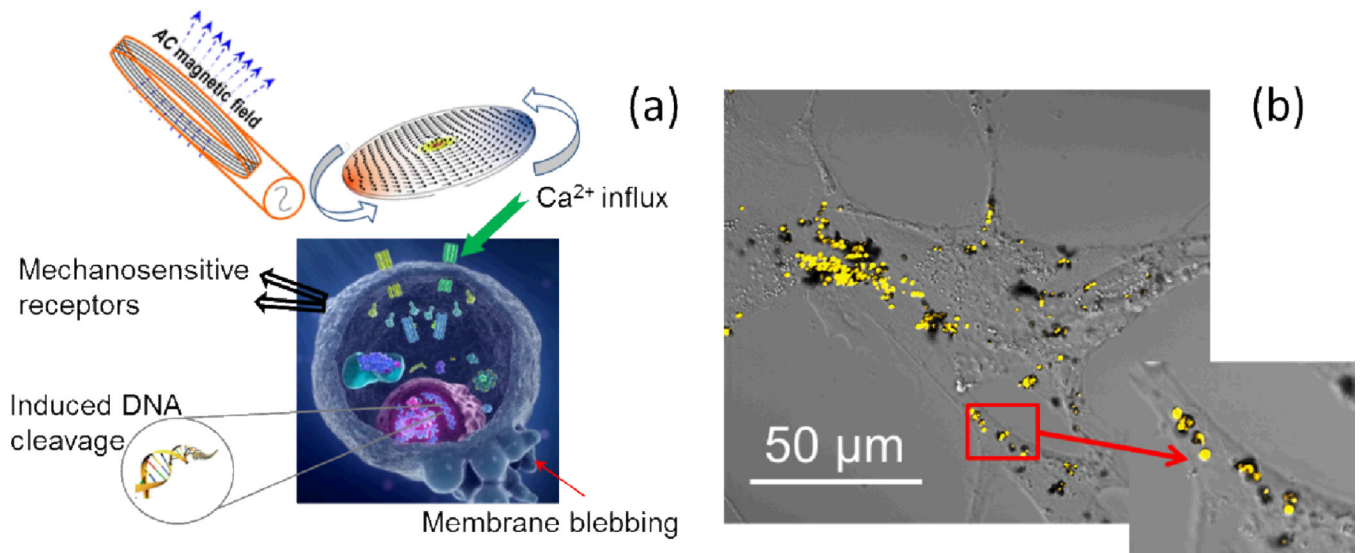 AC magnetic field
(a)
(b)
Ca²⁺ influx
Mechanosensitive
receptors
Induced DNA
cleavage
50 µm
Membrane blebbing